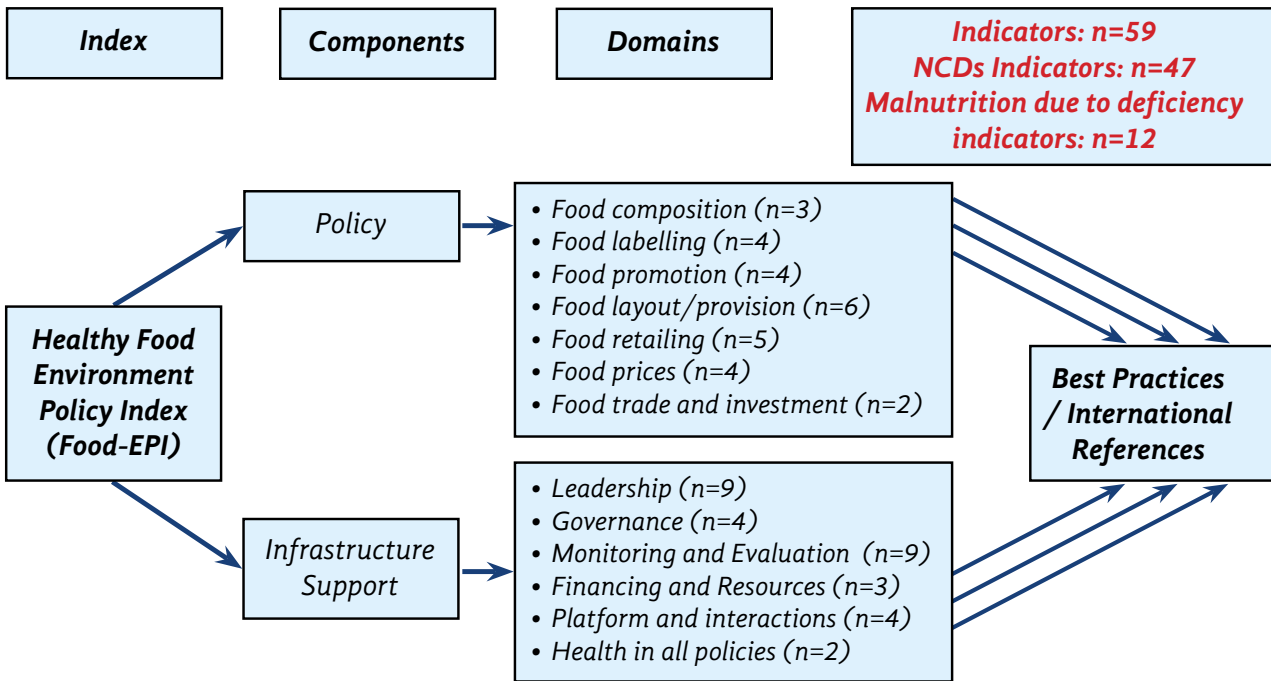 Index
Components
Domains
Indicators: n=59
NCDs Indicators: n=47
Malnutrition due to deficiency
indicators: n=12
Healthy Food
Environment
Policy Index
(Food-EPI)
Policy
• Food composition (n=3)
• Food labelling (n=4)
• Food promotion (n=4)
• Food layout/provision (n=6)
• Food retailing (n=5)
• Food prices (n=4)
• Food trade and investment (n=2)
Infrastructure
Support
• Leadership (n=9)
• Governance (n=4)
• Monitoring and Evaluation (n=9)
• Financing and Resources (n=3)
• Platform and interactions (n=4)
• Health in all policies (n=2)
Best Practices
/ International
References